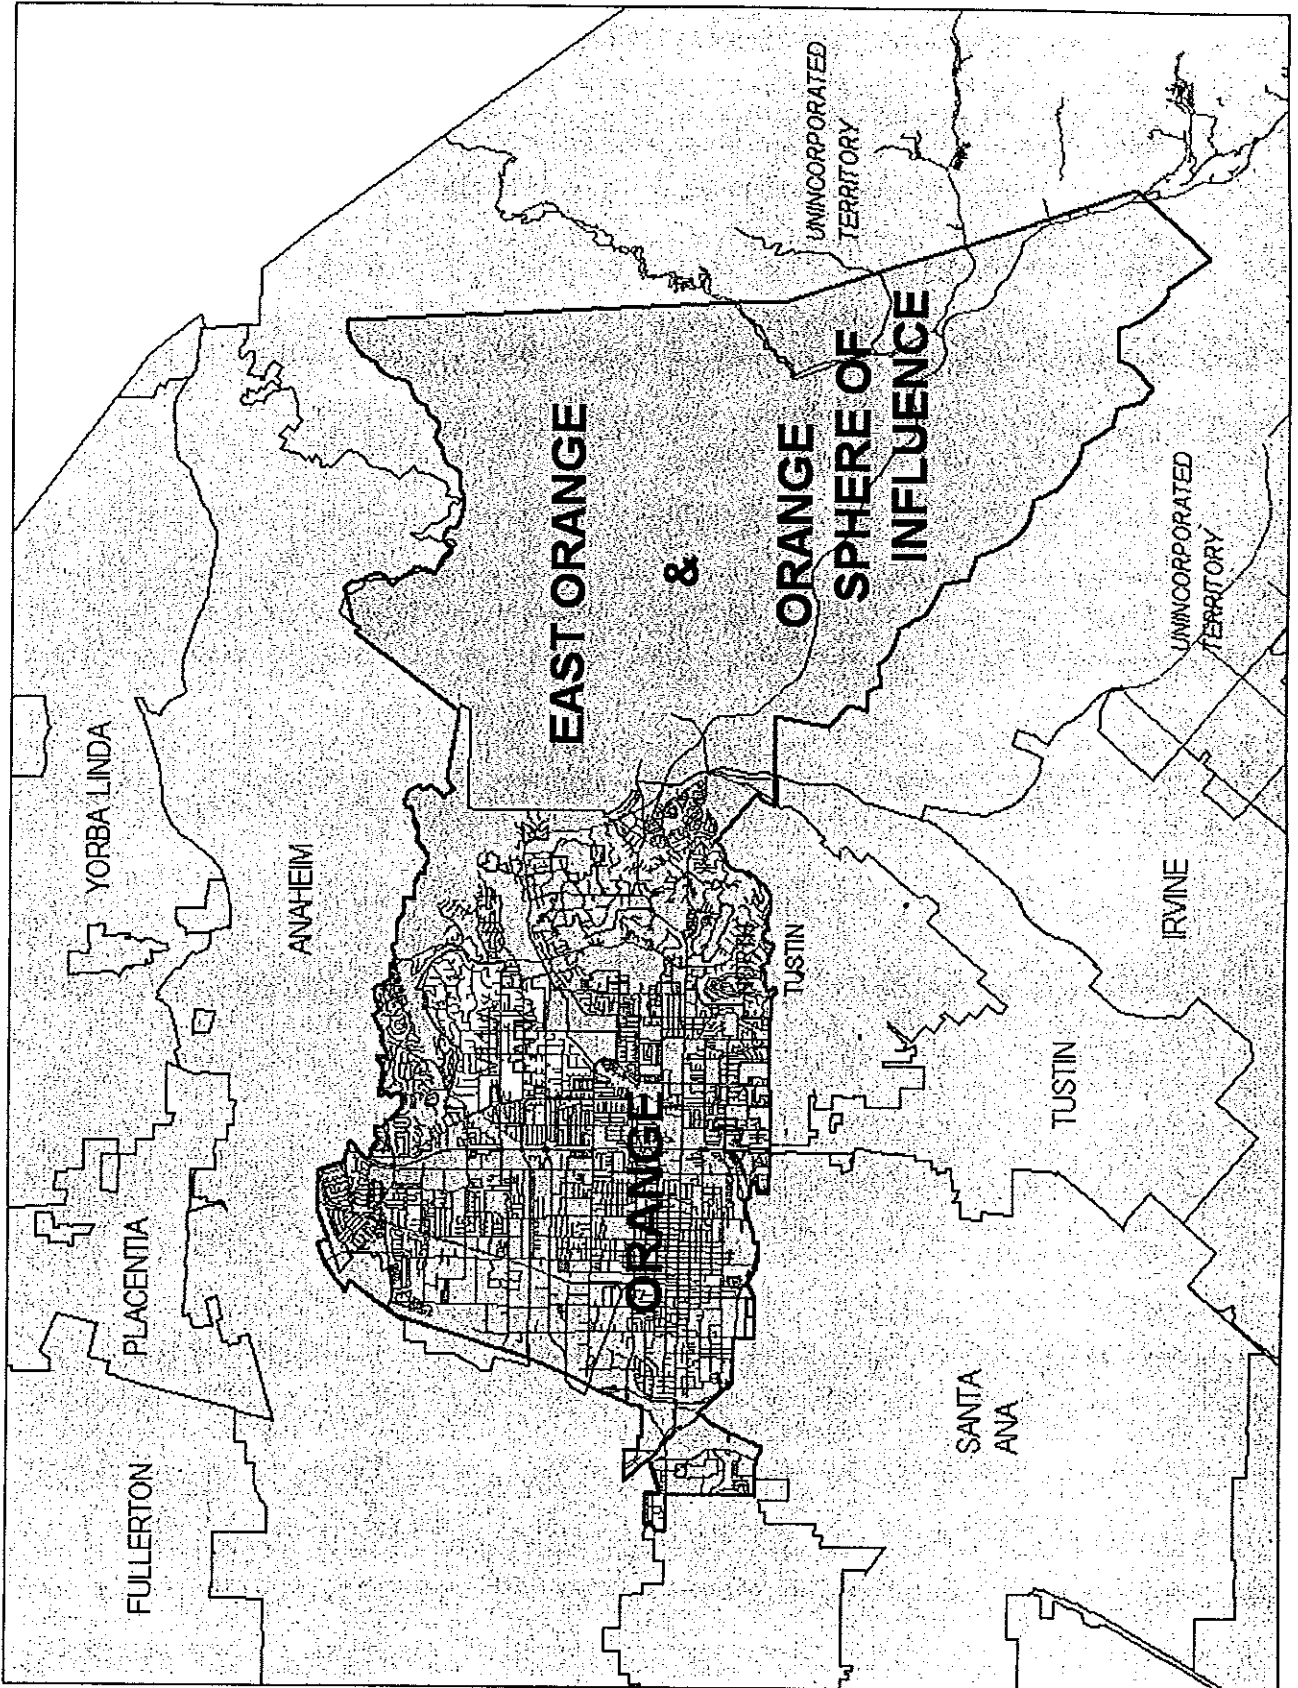 FULLERTON
PLACENTIA
YORBA LINDA
ANAHEIM
ORANGE
EAST ORANGE
&
ORANGE
SPHERE OF
INFLUENCE
UNINCORPORATED
TERRITORY
TUSTIN
SANTA
ANA
TUSTIN
IRVINE
UNINCORPORATED
TERRITORY